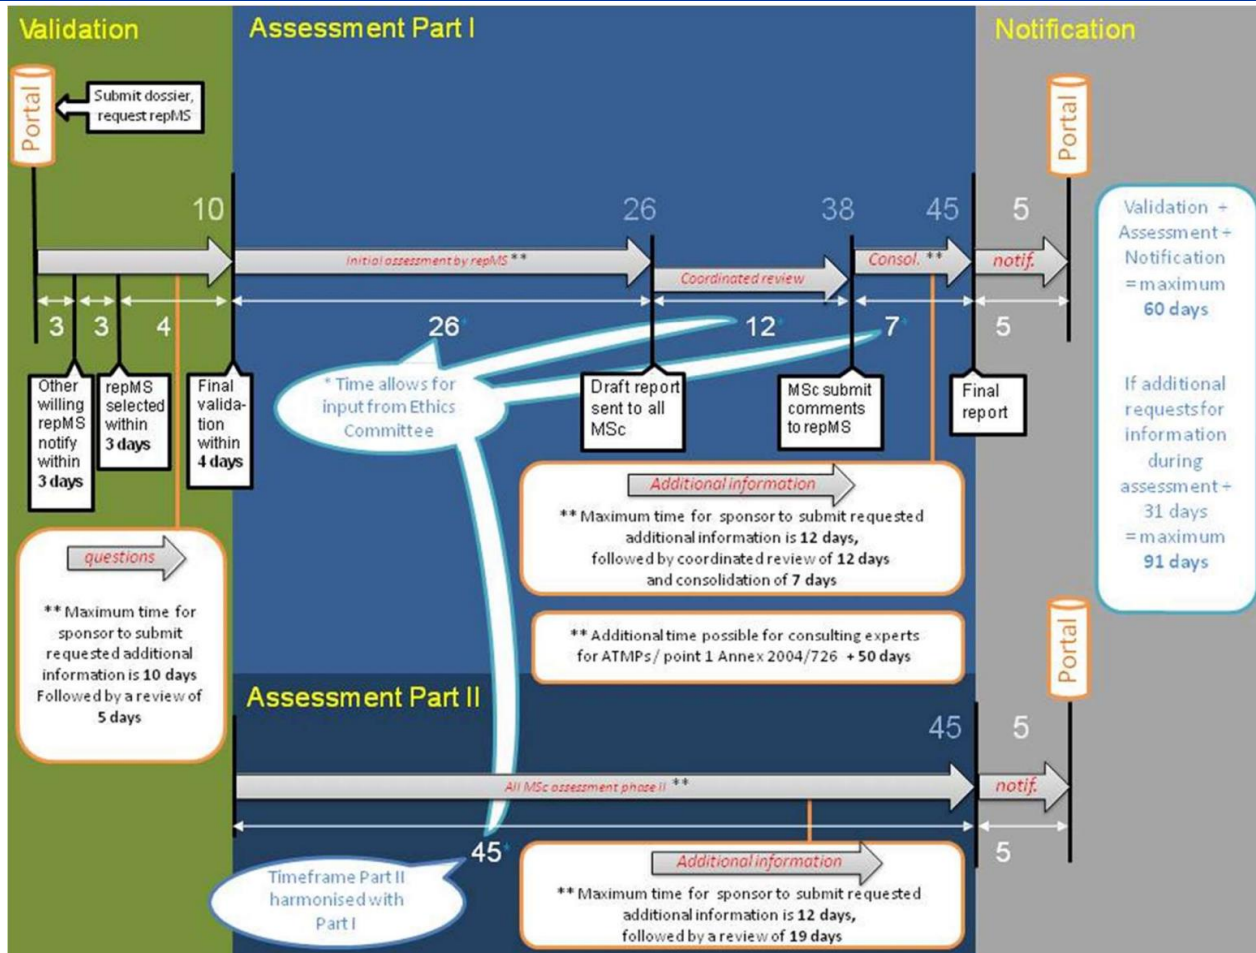 Validation
Assessment Part I
Notification
Portal
Submit dossier,
request repMS
Portal
10
26
38
45
5
Initial assessment by repMS **
Coordinated review
Consol. **
notif.
3
3
4
26*
12*
7*
5
Other
willing
repMS
notify
within
3 days
repMS
selected
within
3 days
Final
valida-
tion
within
4 days
* Time allows for
input from Ethics
Committee
Draft report
sent to all
MSc
MSc submit
comments
to repMS
Final
report
Validation +
Assessment +
Notification
= maximum
60 days
If additional
requests for
information
during
assessment +
31 days
= maximum
91 days
questions
** Maximum time for
sponsor to submit
requested additional
information is 10 days
Followed by a review of
5 days
Additional information
** Maximum time for sponsor to submit requested
additional information is 12 days,
followed by coordinated review of 12 days
and consolidation of 7 days
** Additional time possible for consulting experts
for ATMPs / point 1 Annex 2004/726 + 50 days
Assessment Part II
Portal
45
5
All MSc assessment phase II **
notif.
45*
5
Timeframe Part II
harmonised with
Part I
Additional information
** Maximum time for sponsor to submit requested
additional information is 12 days,
followed by a review of 19 days